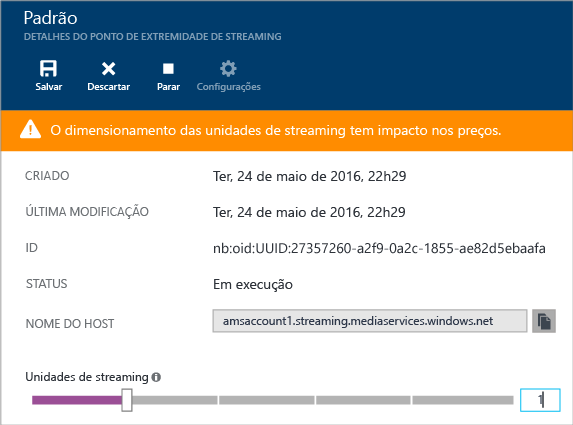 Padrão
DETALHES DO PONTO DE EXTREMIDADE DE STREAMING
Salvar Descartar Parar Configurações
O dimensionamento das unidades de streaming tem impacto nos preços.
CRIADO Ter, 24 de maio de 2016, 22h29
ÚLTIMA MODIFICAÇÃO Ter, 24 de maio de 2016, 22h29
ID nb:oid:UUID:27357260-a2f9-0a2c-1855-ae82d5ebaafa
STATUS Em execução
NOME DO HOST amsaccount1.streaming.mediaservices.windows.net
Unidades de streaming
1